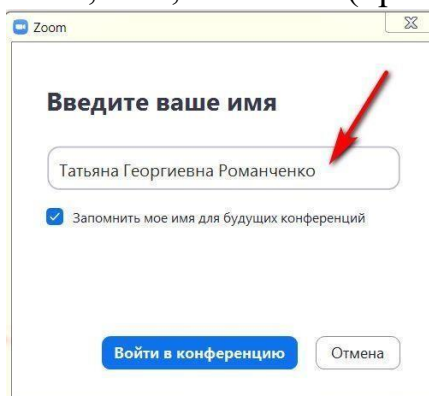 Zoom
Введите ваше имя
Татьяна Георгиевна Романченко
Запомнить мое имя для будущих конференций
Войти в конференцию
Отмена